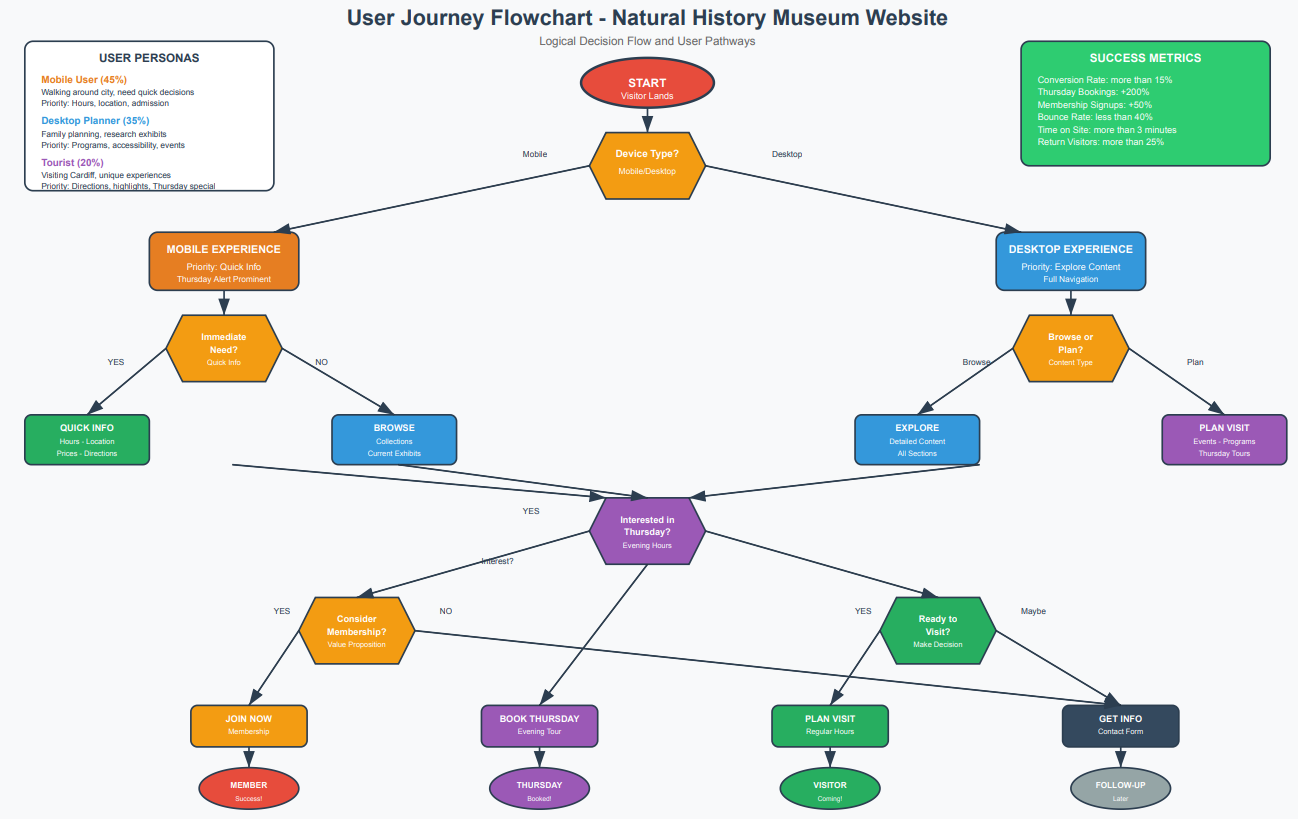 User Journey Flowchart - Natural History Museum Website
Logical Decision Flow and User Pathways
USER PERSONAS
Mobile User (45%)
Walking around city, need quick decisions
Priority: Hours, location, admission
Desktop Planner (35%)
Family planning, research exhibits
Priority: Programs, accessibility, events
Tourist (20%)
Visiting Cardiff, unique experiences
Priority: Directions, highlights, Thursday special
SUCCESS METRICS
Conversion Rate: more than 15%
Thursday Bookings: +200%
Membership Signups: +50%
Bounce Rate: less than 40%
Time on Site: more than 3 minutes
Return Visitors: more than 25%
START
Visitor Lands
Device Type?
Mobile/Desktop
Mobile
Desktop
MOBILE EXPERIENCE
Priority: Quick Info
Thursday Alert Prominent
DESKTOP EXPERIENCE
Priority: Explore Content
Full Navigation
Immediate
Need?
Quick Info
YES
NO
Browse or
Plan?
Content Type
Browse
Plan
QUICK INFO
Hours - Location
Prices - Directions
BROWSE
Collections
Current Exhibits
EXPLORE
Detailed Content
All Sections
PLAN VISIT
Events - Programs
Thursday Tours
Interested in
Thursday?
Evening Hours
YES
Interest?
Consider
Membership?
Value Proposition
YES
NO
Ready to
Visit?
Make Decision
YES
Maybe
JOIN NOW
Membership
BOOK THURSDAY
Evening Tour
PLAN VISIT
Regular Hours
GET INFO
Contact Form
MEMBER
Success!
THURSDAY
Booked!
VISITOR
Coming!
FOLLOW-UP
Later